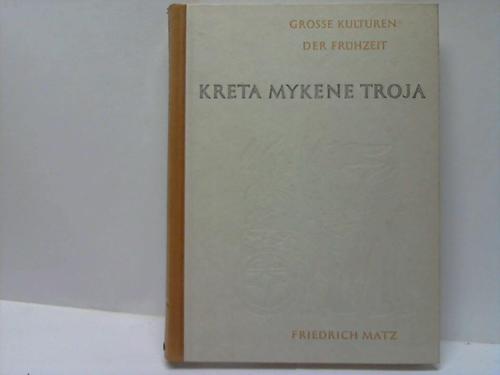 GROSSE KULTUREN
DER FRÜHZEIT
KRETA MYKENE TROJA
FRIEDRICH MATZ